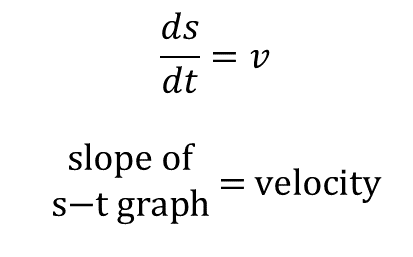 ds
dt
= v
slope of
s−t graph
= velocity